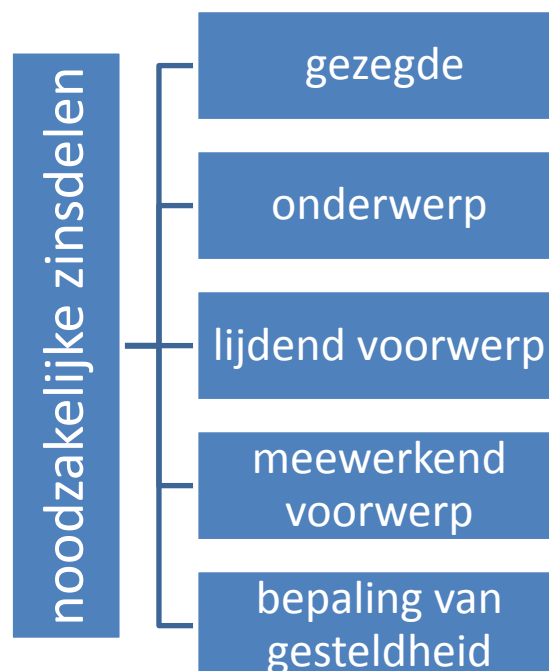 noodzakelijke zinsdelen
gezegde
onderwerp
lijdend voorwerp
meewerkend
voorwerp
bepaling van
gesteldheid